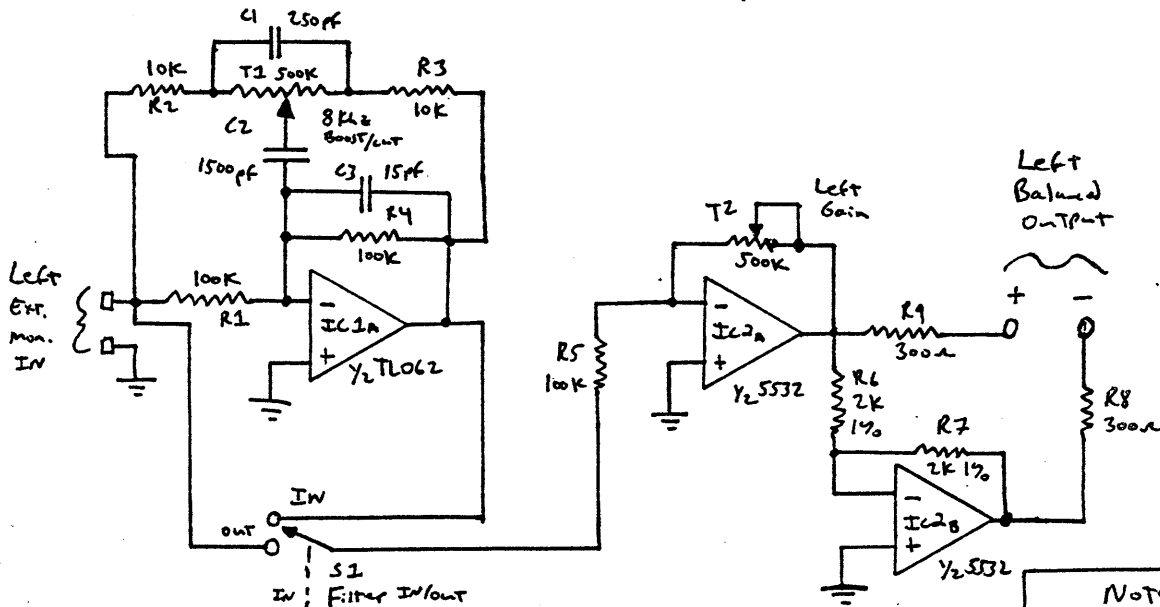 C1
250pf
10K
R2
T1 500K
R3
10K
C2
8Khz
BOOST/CUT
1500pf
C3
15pf
R4
100K
Left
Ext.
mon.
IN
100K
R1
-
IC1A
+
1/2 TL062
R5
100K
T2
500K
Left
Gain
-
IC2A
+
1/2 5532
R9
300Ω
Left
Balanced
Output
+ -
R6
2K
1%
R7
2K 1%
R8
300Ω
-
IC2B
+
1/2 5532
IN
out
S1
IN
Filter IN/out